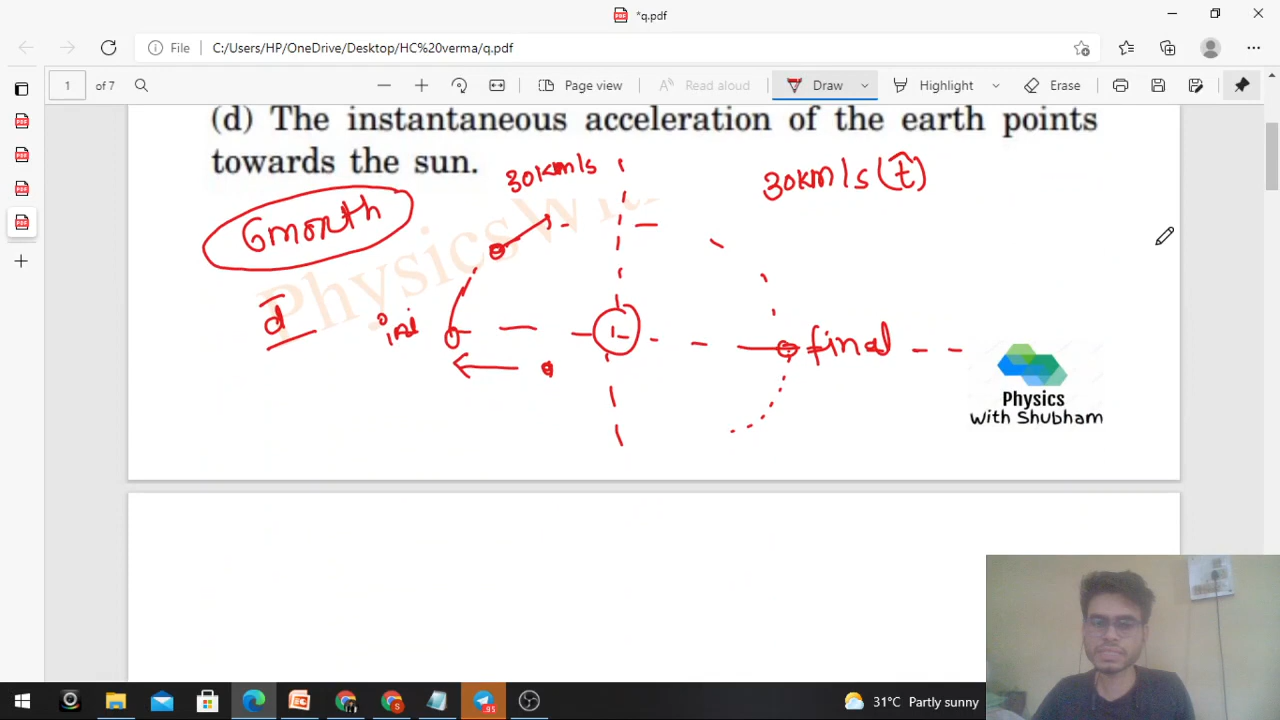 *q.pdf
File C:/Users/HP/OneDrive/Desktop/HC%20verma/q.pdf
1 of 7 Page view Read aloud Draw Highlight Erase
(d) The instantaneous acceleration of the earth points
towards the sun.
30km/s
30km/s (t)
6month
d
ini
final
PhysicsWith
Physics
With Shubham
95
31°C Partly sunny